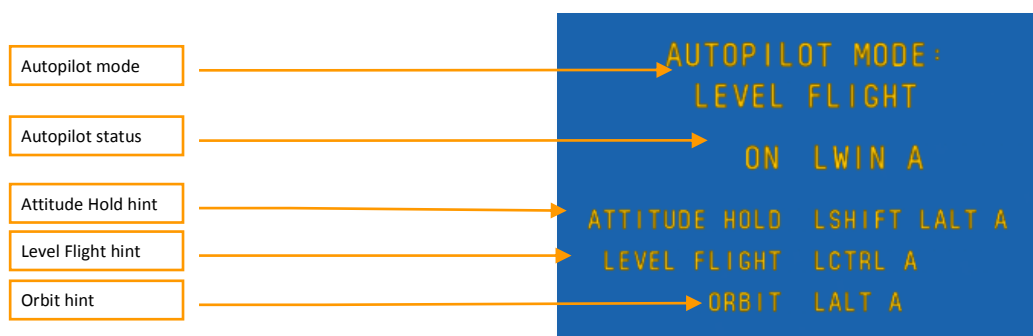 Autopilot mode
Autopilot status
Attitude Hold hint
Level Flight hint
Orbit hint
AUTOPILOT MODE:
LEVEL FLIGHT
ON LWIN A
ATTITUDE HOLD LSHIFT LALT A
LEVEL FLIGHT LCTRL A
ORBIT LALT A